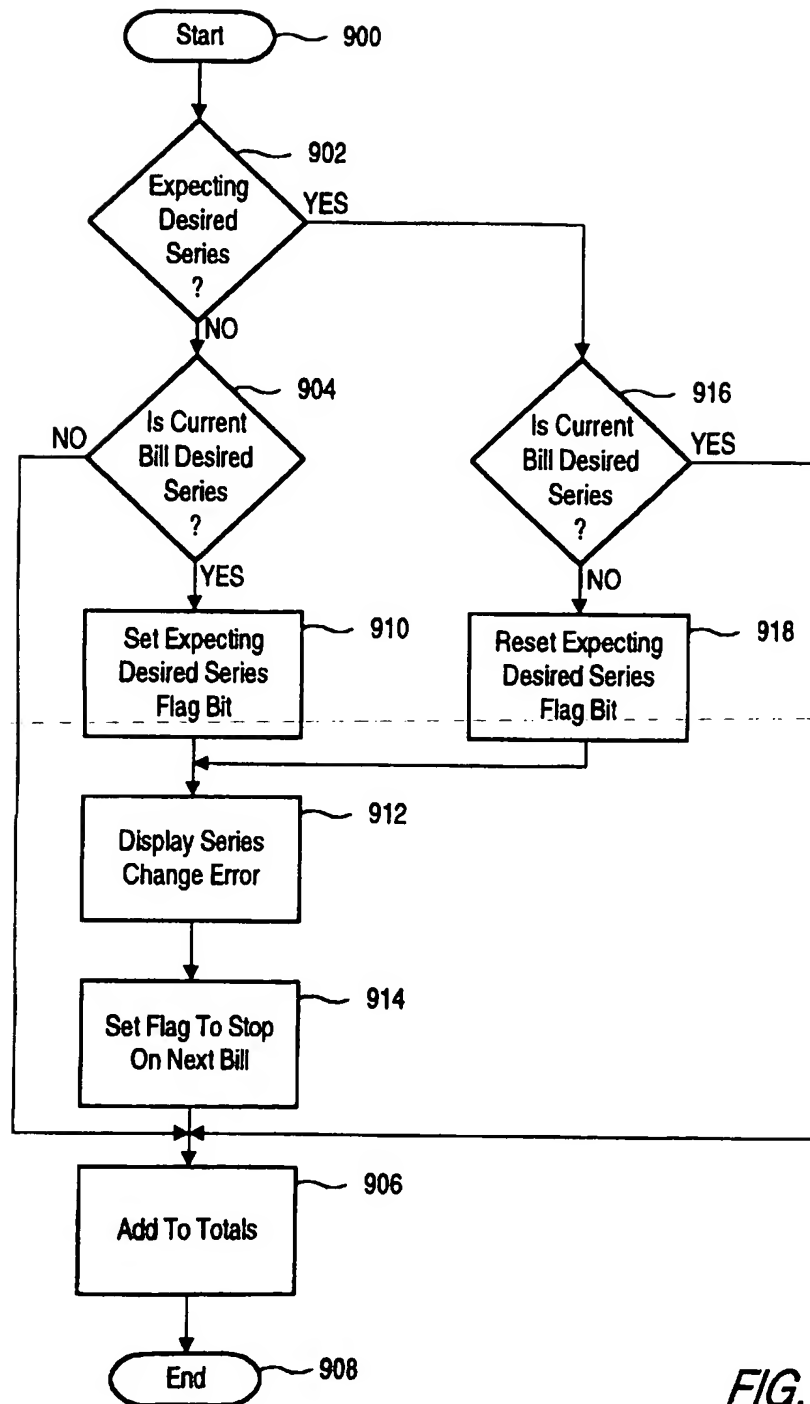 Start
900
902
Expecting
Desired
Series
?
YES
NO
904
Is Current
Bill Desired
Series
?
NO
YES
916
Is Current
Bill Desired
Series
?
YES
NO
910
Set Expecting
Desired Series
Flag Bit
918
Reset Expecting
Desired Series
Flag Bit
912
Display Series
Change Error
914
Set Flag To Stop
On Next Bill
906
Add To Totals
End
908
FIG.